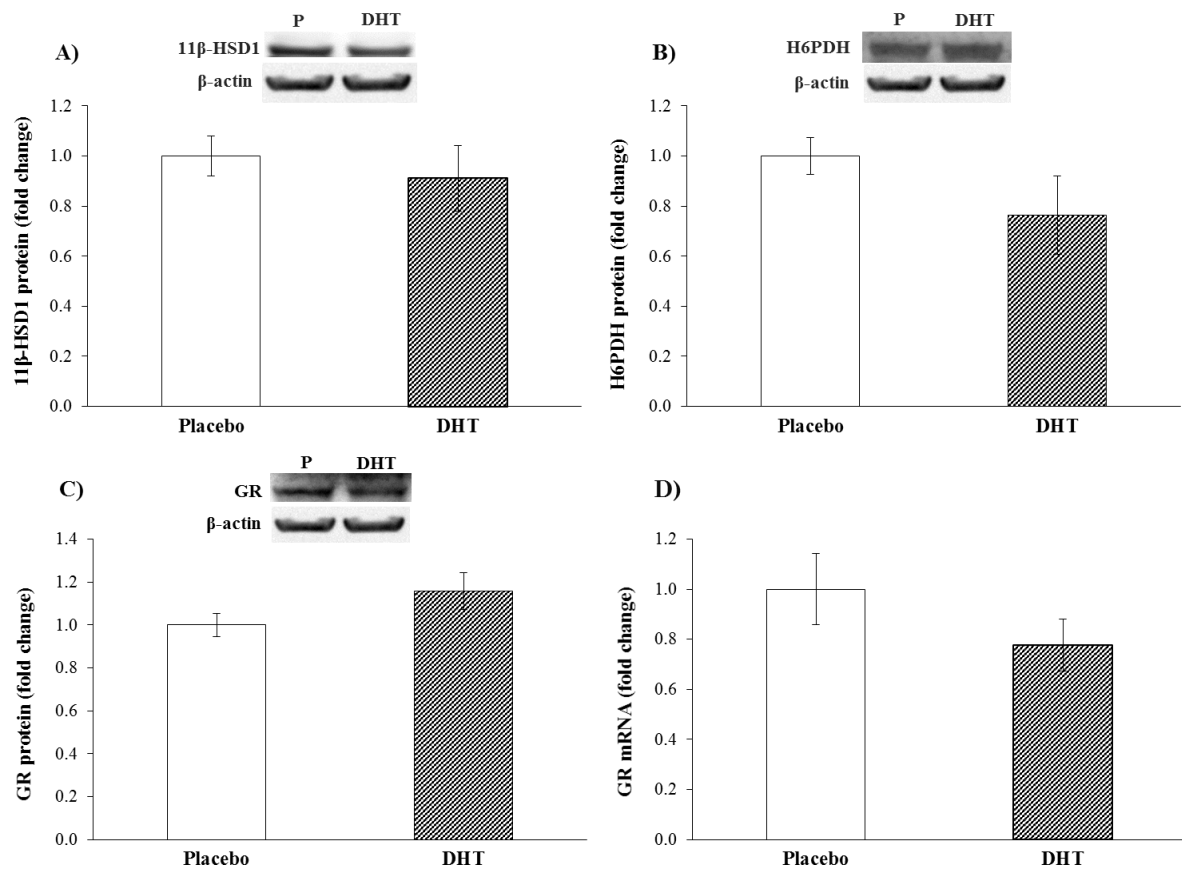 P DHT
A) 11β-HSD1
β-actin
11β-HSD1 protein (fold change)
1.2
1.0
0.8
0.6
0.4
0.2
0.0
Placebo DHT
P DHT
B) H6PDH
β-actin
H6PDH protein (fold change)
1.2
1.0
0.8
0.6
0.4
0.2
0.0
Placebo DHT
P DHT
C) GR
β-actin
GR protein (fold change)
1.4
1.2
1.0
0.8
0.6
0.4
0.2
0.0
Placebo DHT
D)
GR mRNA (fold change)
1.2
1.0
0.8
0.6
0.4
0.2
0.0
Placebo DHT